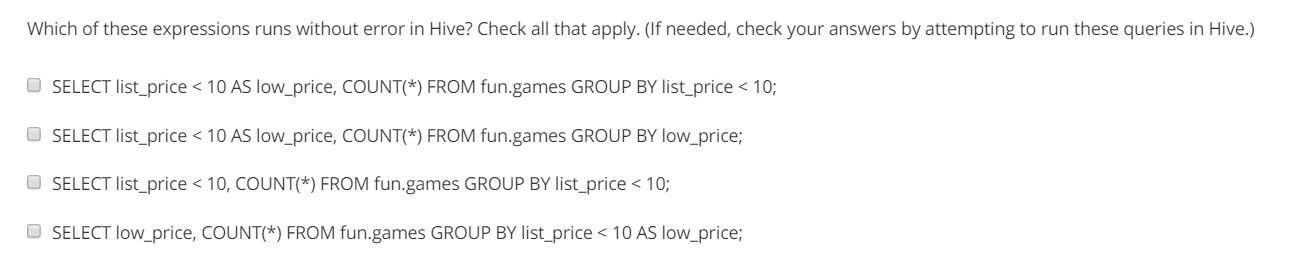 Which of these expressions runs without error in Hive? Check all that apply. (If needed, check your answers by attempting to run these queries in Hive.)
SELECT list_price < 10 AS low_price, COUNT(*) FROM fun.games GROUP BY list_price < 10;
SELECT list_price < 10 AS low_price, COUNT(*) FROM fun.games GROUP BY low_price;
SELECT list_price < 10, COUNT(*) FROM fun.games GROUP BY list_price < 10;
SELECT low_price, COUNT(*) FROM fun.games GROUP BY list_price < 10 AS low_price;